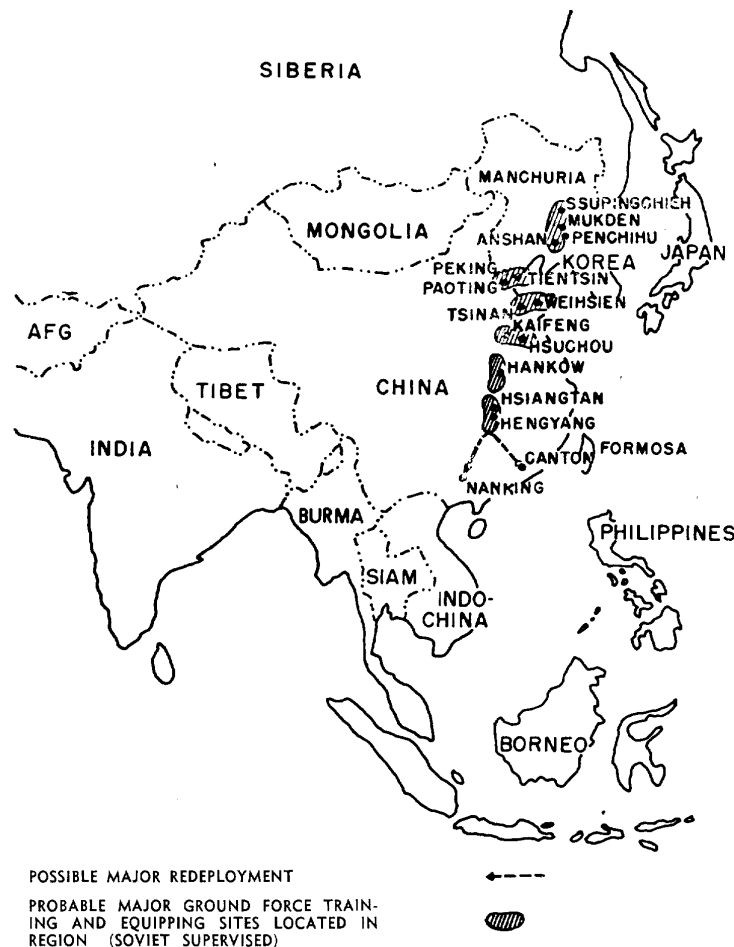 SIBERIA
MANCHURIA
SSUPINGCHIEH
MUKDEN
ANSHAN
PENCHIHU
MONGOLIA
KOREA
JAPAN
PEKING
TIENTSIN
PAOTING
WEIHSIEN
TSINAN
KAIFENG
AFG
HSUCHOU
HANKOW
TIBET
CHINA
HSIANGTAN
HENGYANG
INDIA
FORMOSA
CANTON
NANKING
BURMA
PHILIPPINES
SIAM
INDO-
CHINA
BORNEO
POSSIBLE MAJOR REDEPLOYMENT
PROBABLE MAJOR GROUND FORCE TRAIN-
ING AND EQUIPPING SITES LOCATED IN
REGION (SOVIET SUPERVISED)